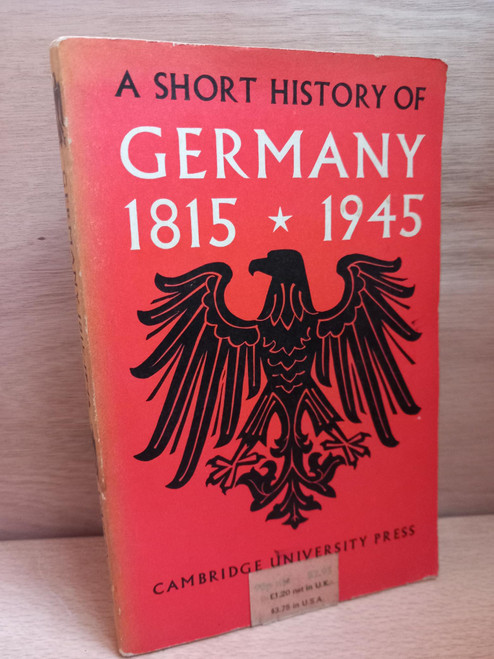 A SHORT HISTORY OF
GERMANY
1815 ★ 1945
CAMBRIDGE UNIVERSITY PRESS
£1.20 net in U.K.
$3.75 in U.S.A.